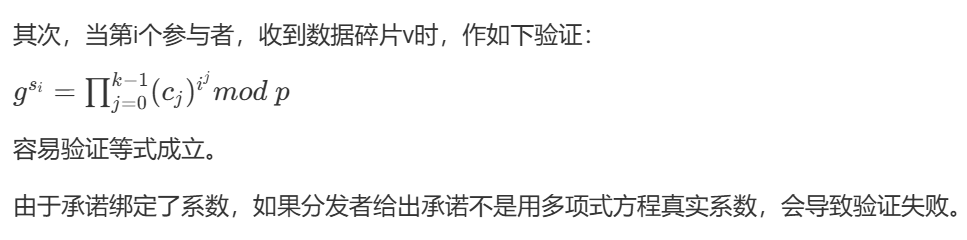 其次，当第i个参与者，收到数据碎片v时，作如下验证：
g^{s_i} = ∏_{j=0}^{k-1}(c_j)^{i^j} mod p
容易验证等式成立。
由于承诺绑定了系数，如果分发者给出承诺不是用多项式方程真实系数，会导致验证失败。